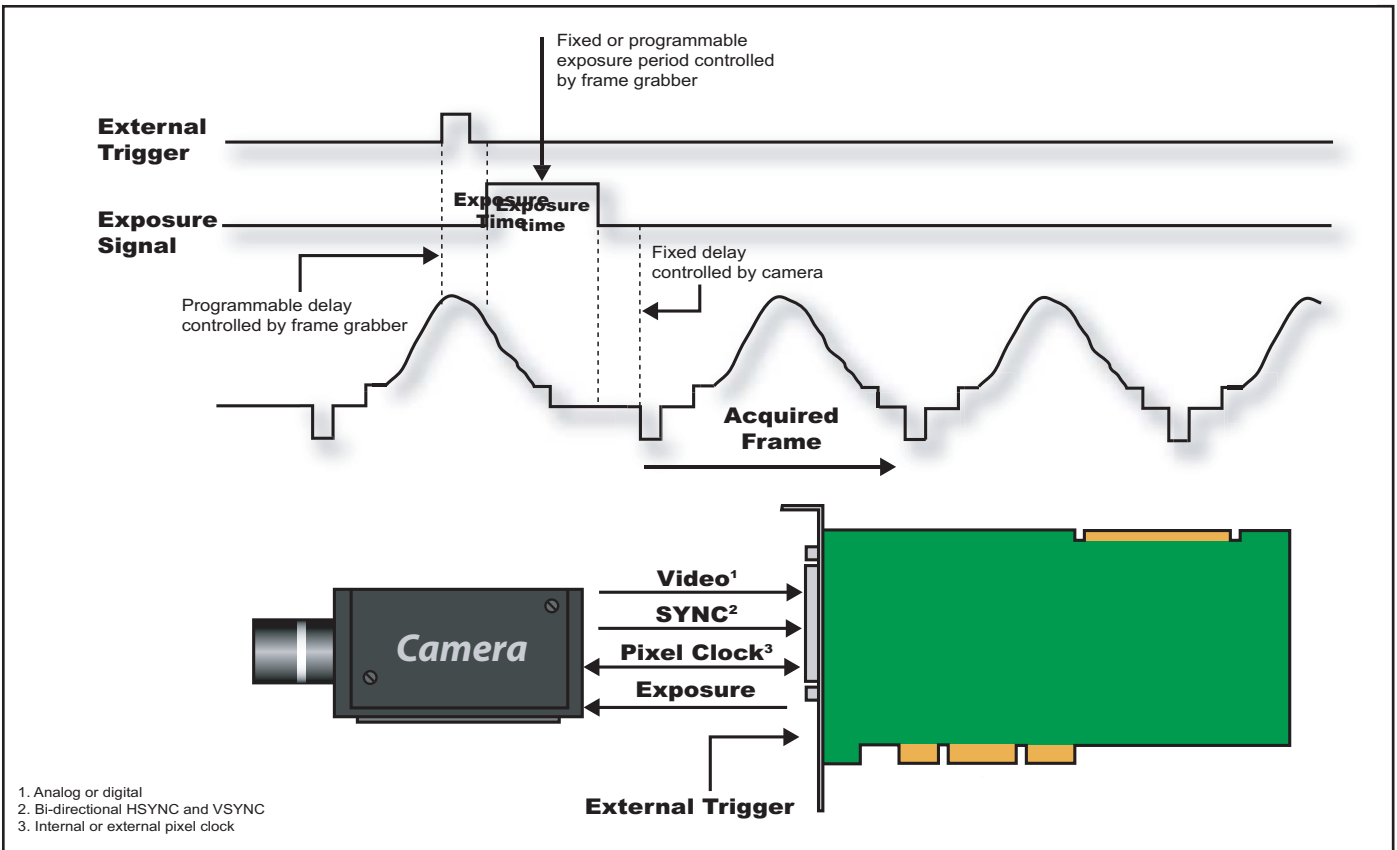 Fixed or programmable
exposure period controlled
by frame grabber
External
Trigger
Exposure
Time
Exposure
time
Exposure
Signal
Fixed delay
controlled by camera
Programmable delay
controlled by frame grabber
Acquired
Frame
Video¹
SYNC²
Pixel Clock³
Exposure
Camera
External Trigger
1. Analog or digital
2. Bi-directional HSYNC and VSYNC
3. Internal or external pixel clock